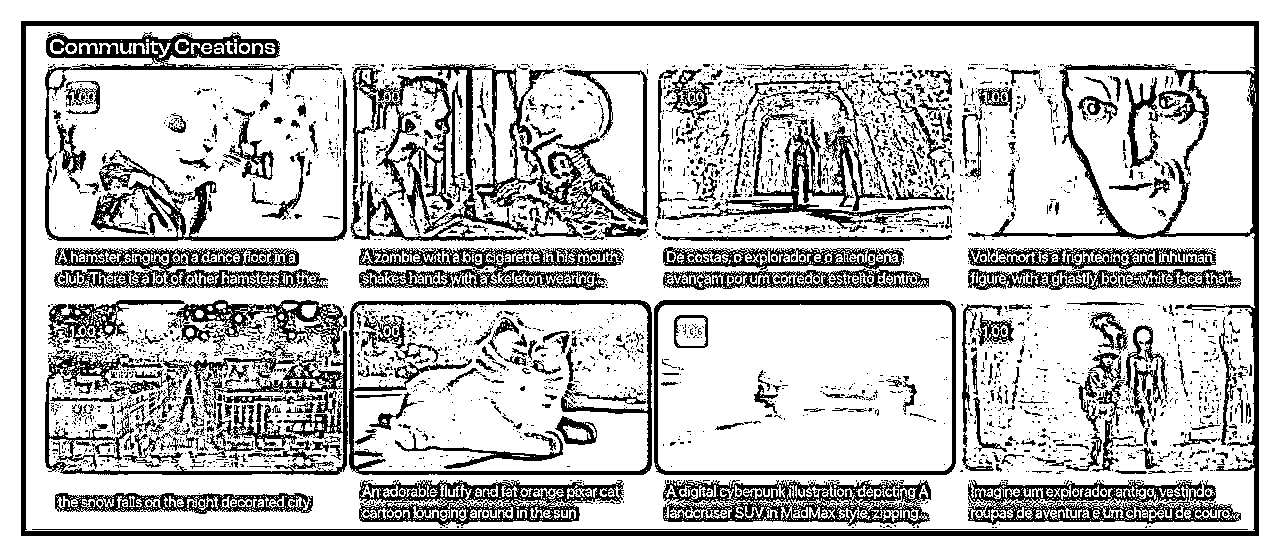 Community Creations
1.00
1.00
1.00
1.00
A hamster singing on a dance floor in a
club. There is a lot of other hamsters in the...
A zombie with a big cigarette in his mouth
shakes hands with a skeleton wearing...
De costas, o explorador e o alienígena
avançam por um corredor estreito dentro...
Voldemort is a frightening and inhuman
figure, with a ghastly, bone-white face that...
1.00
1.00
1.00
1.00
the snow falls on the night decorated city
An adorable fluffy and fat orange pixar cat
cartoon lounging around in the sun
A digital cyberpunk illustration, depicting A
landcruser SUV in MadMax style, zipping...
Imagine um explorador antigo, vestindo
roupas de aventura e um chapéu de couro...